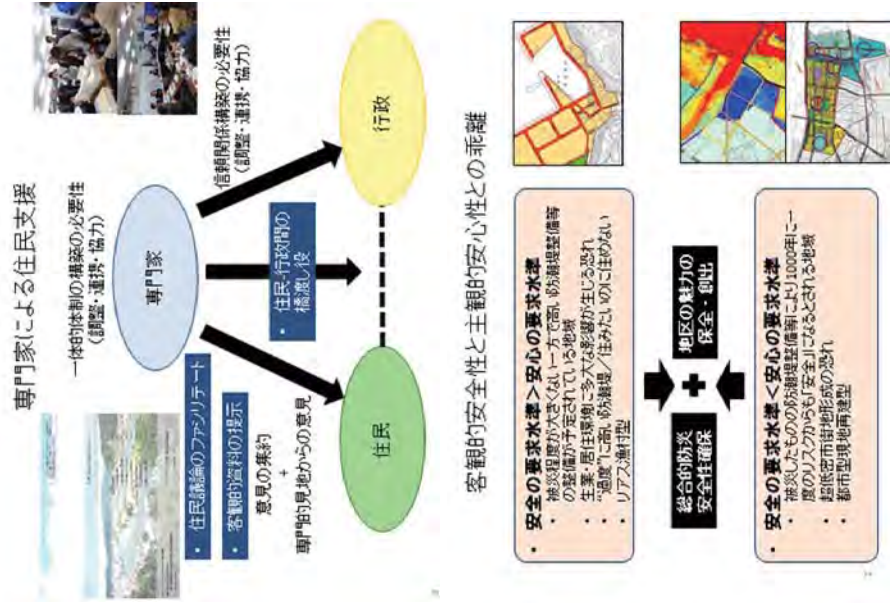 専門家による住民支援
一体的体制の構築の必要性
（調整・連携・協力）
専門家
信頼関係構築の必要性
（調整・連携・協力）
• 住民議論のファシリテート
• 客観的資料の提示
意見の集約
+
専門的見地からの意見
• 住民-行政間の
橋渡し役
住民
行政
客観的安全性と主観的安心性との乖離
• 安全の要求水準＞安心の要求水準
• 被災程度が大きくない一方で高い防潮堤整備等
の整備が予定されている地域
• 生業・居住環境に多大な影響が生じる恐れ
• “過度”に高い防潮堤／住みたいのに住めない
• リアス漁村型
総合的防災
安全性確保
+
地区の魅力の
保全・創出
• 安全の要求水準＜安心の要求水準
• 被災したものの防潮堤整備等により1000年に一
度のリスクからも「安全」になるとされる地域
• 超低密市街地形成の恐れ
• 都市型現地再建型